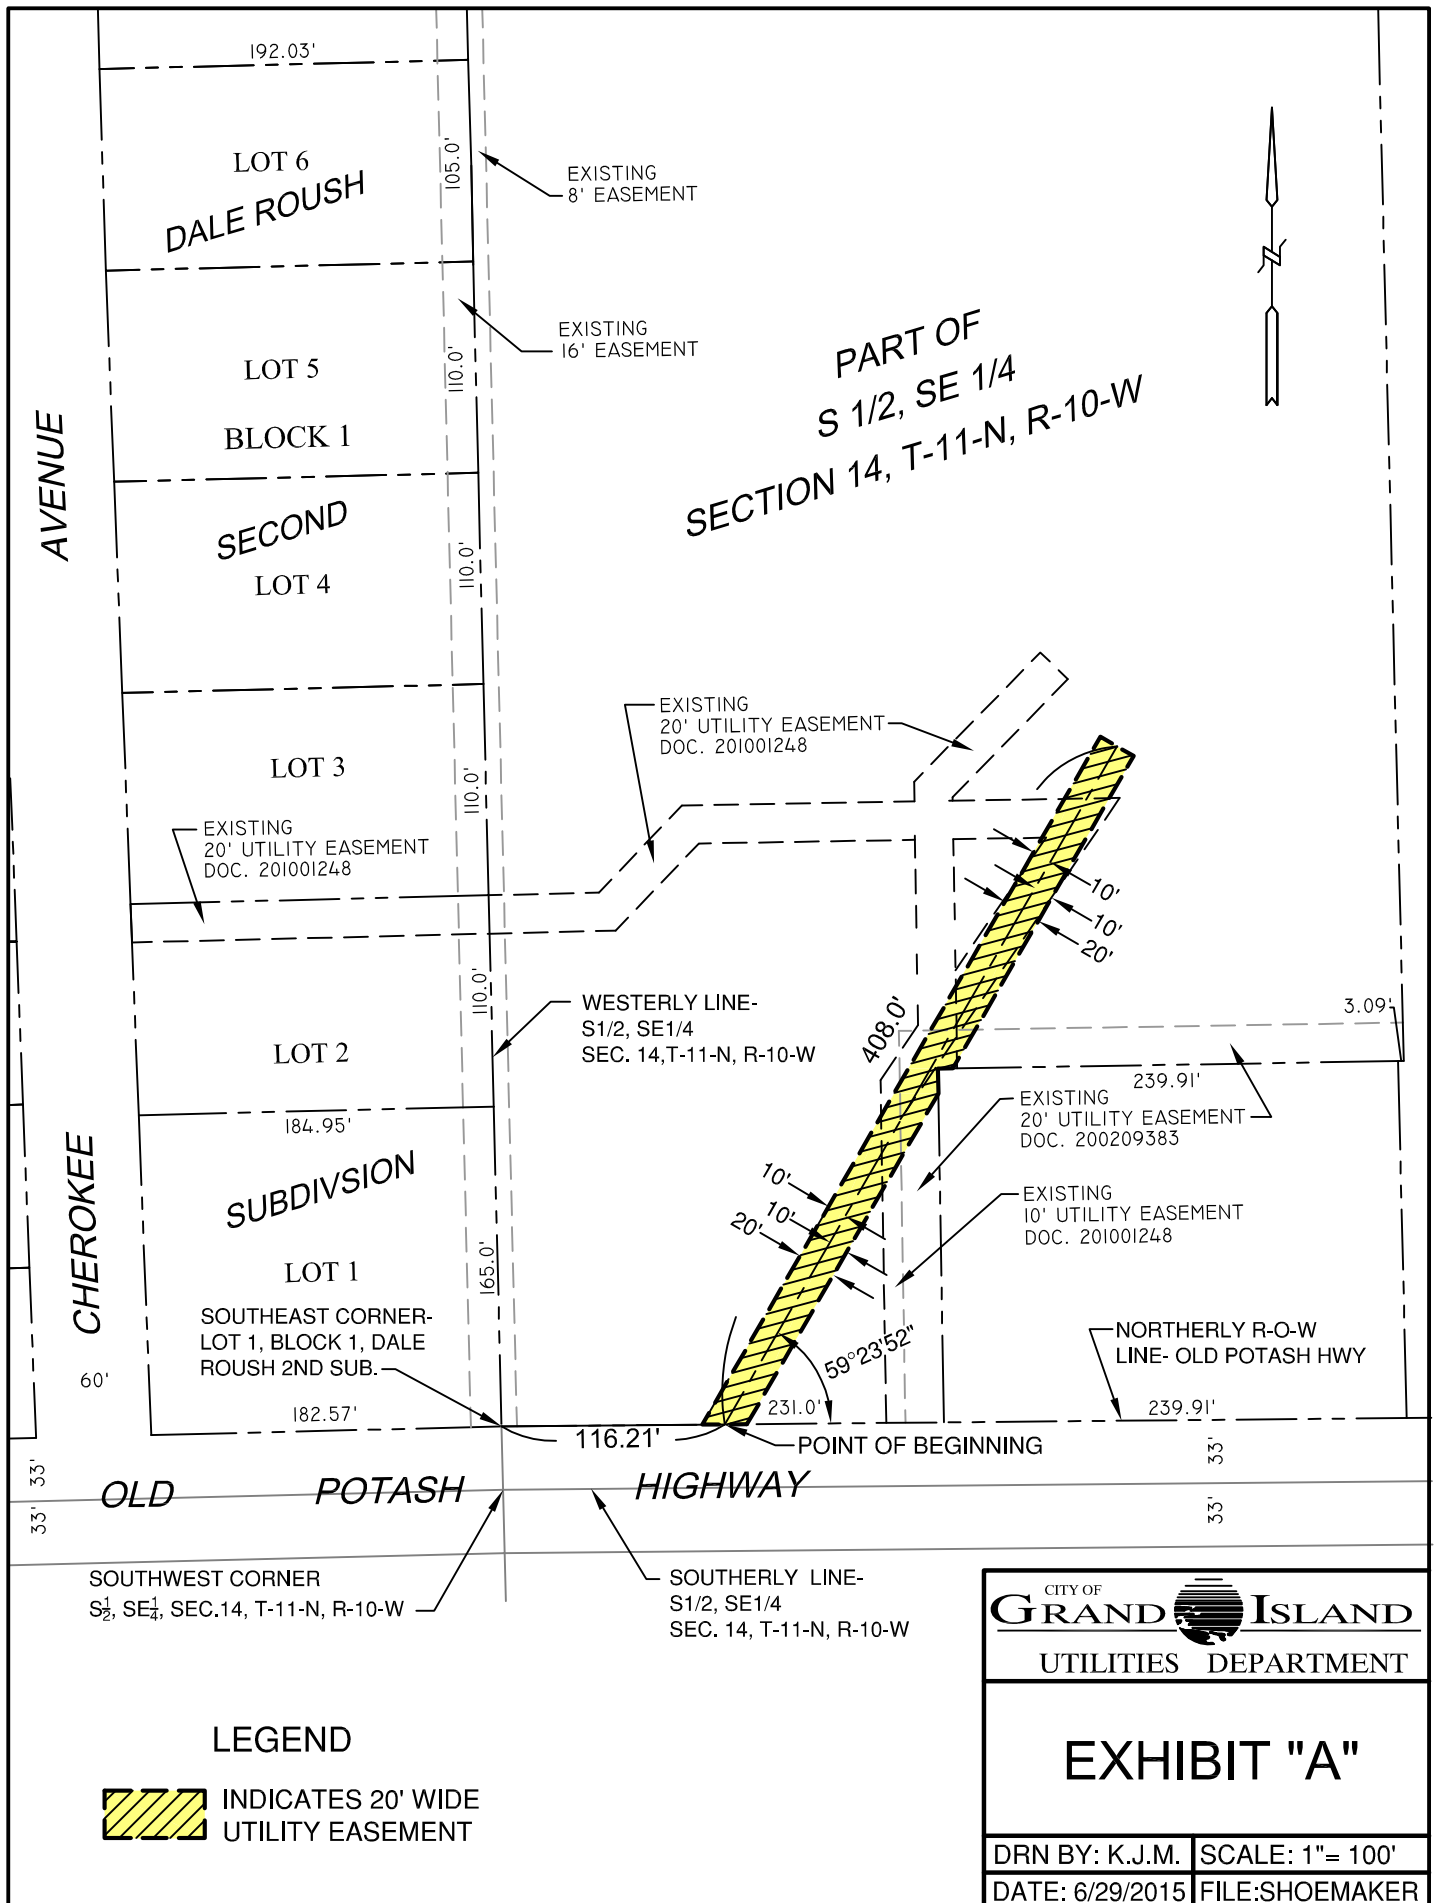 192.03'
LOT 6
DALE ROUSH
105.0'
EXISTING
8' EASEMENT
EXISTING
16' EASEMENT
LOT 5
110.0'
BLOCK 1
PART OF
S 1/2, SE 1/4
SECTION 14, T-11-N, R-10-W
AVENUE
SECOND
LOT 4
110.0'
EXISTING
20' UTILITY EASEMENT
DOC. 201001248
LOT 3
110.0'
EXISTING
20' UTILITY EASEMENT
DOC. 201001248
10'
10'
20'
WESTERLY LINE-
S1/2, SE1/4
SEC. 14,T-11-N, R-10-W
110.0'
408.0'
3.09'
LOT 2
239.91'
184.95'
EXISTING
20' UTILITY EASEMENT
DOC. 200209383
CHEROKEE
SUBDIVSION
10'
10'
20'
EXISTING
10' UTILITY EASEMENT
DOC. 201001248
LOT 1
165.0'
SOUTHEAST CORNER-
LOT 1, BLOCK 1, DALE
ROUSH 2ND SUB.
59°23'52"
NORTHERLY R-O-W
LINE- OLD POTASH HWY
60'
182.57'
231.0'
239.91'
116.21'
POINT OF BEGINNING
33'
33'
33'
33'
OLD POTASH HIGHWAY
SOUTHWEST CORNER
S½, SE¼, SEC.14, T-11-N, R-10-W
SOUTHERLY LINE-
S1/2, SE1/4
SEC. 14, T-11-N, R-10-W
LEGEND
INDICATES 20' WIDE
UTILITY EASEMENT
CITY OF
GRAND ISLAND
UTILITIES DEPARTMENT
EXHIBIT "A"
DRN BY: K.J.M. SCALE: 1"= 100'
DATE: 6/29/2015 FILE:SHOEMAKER